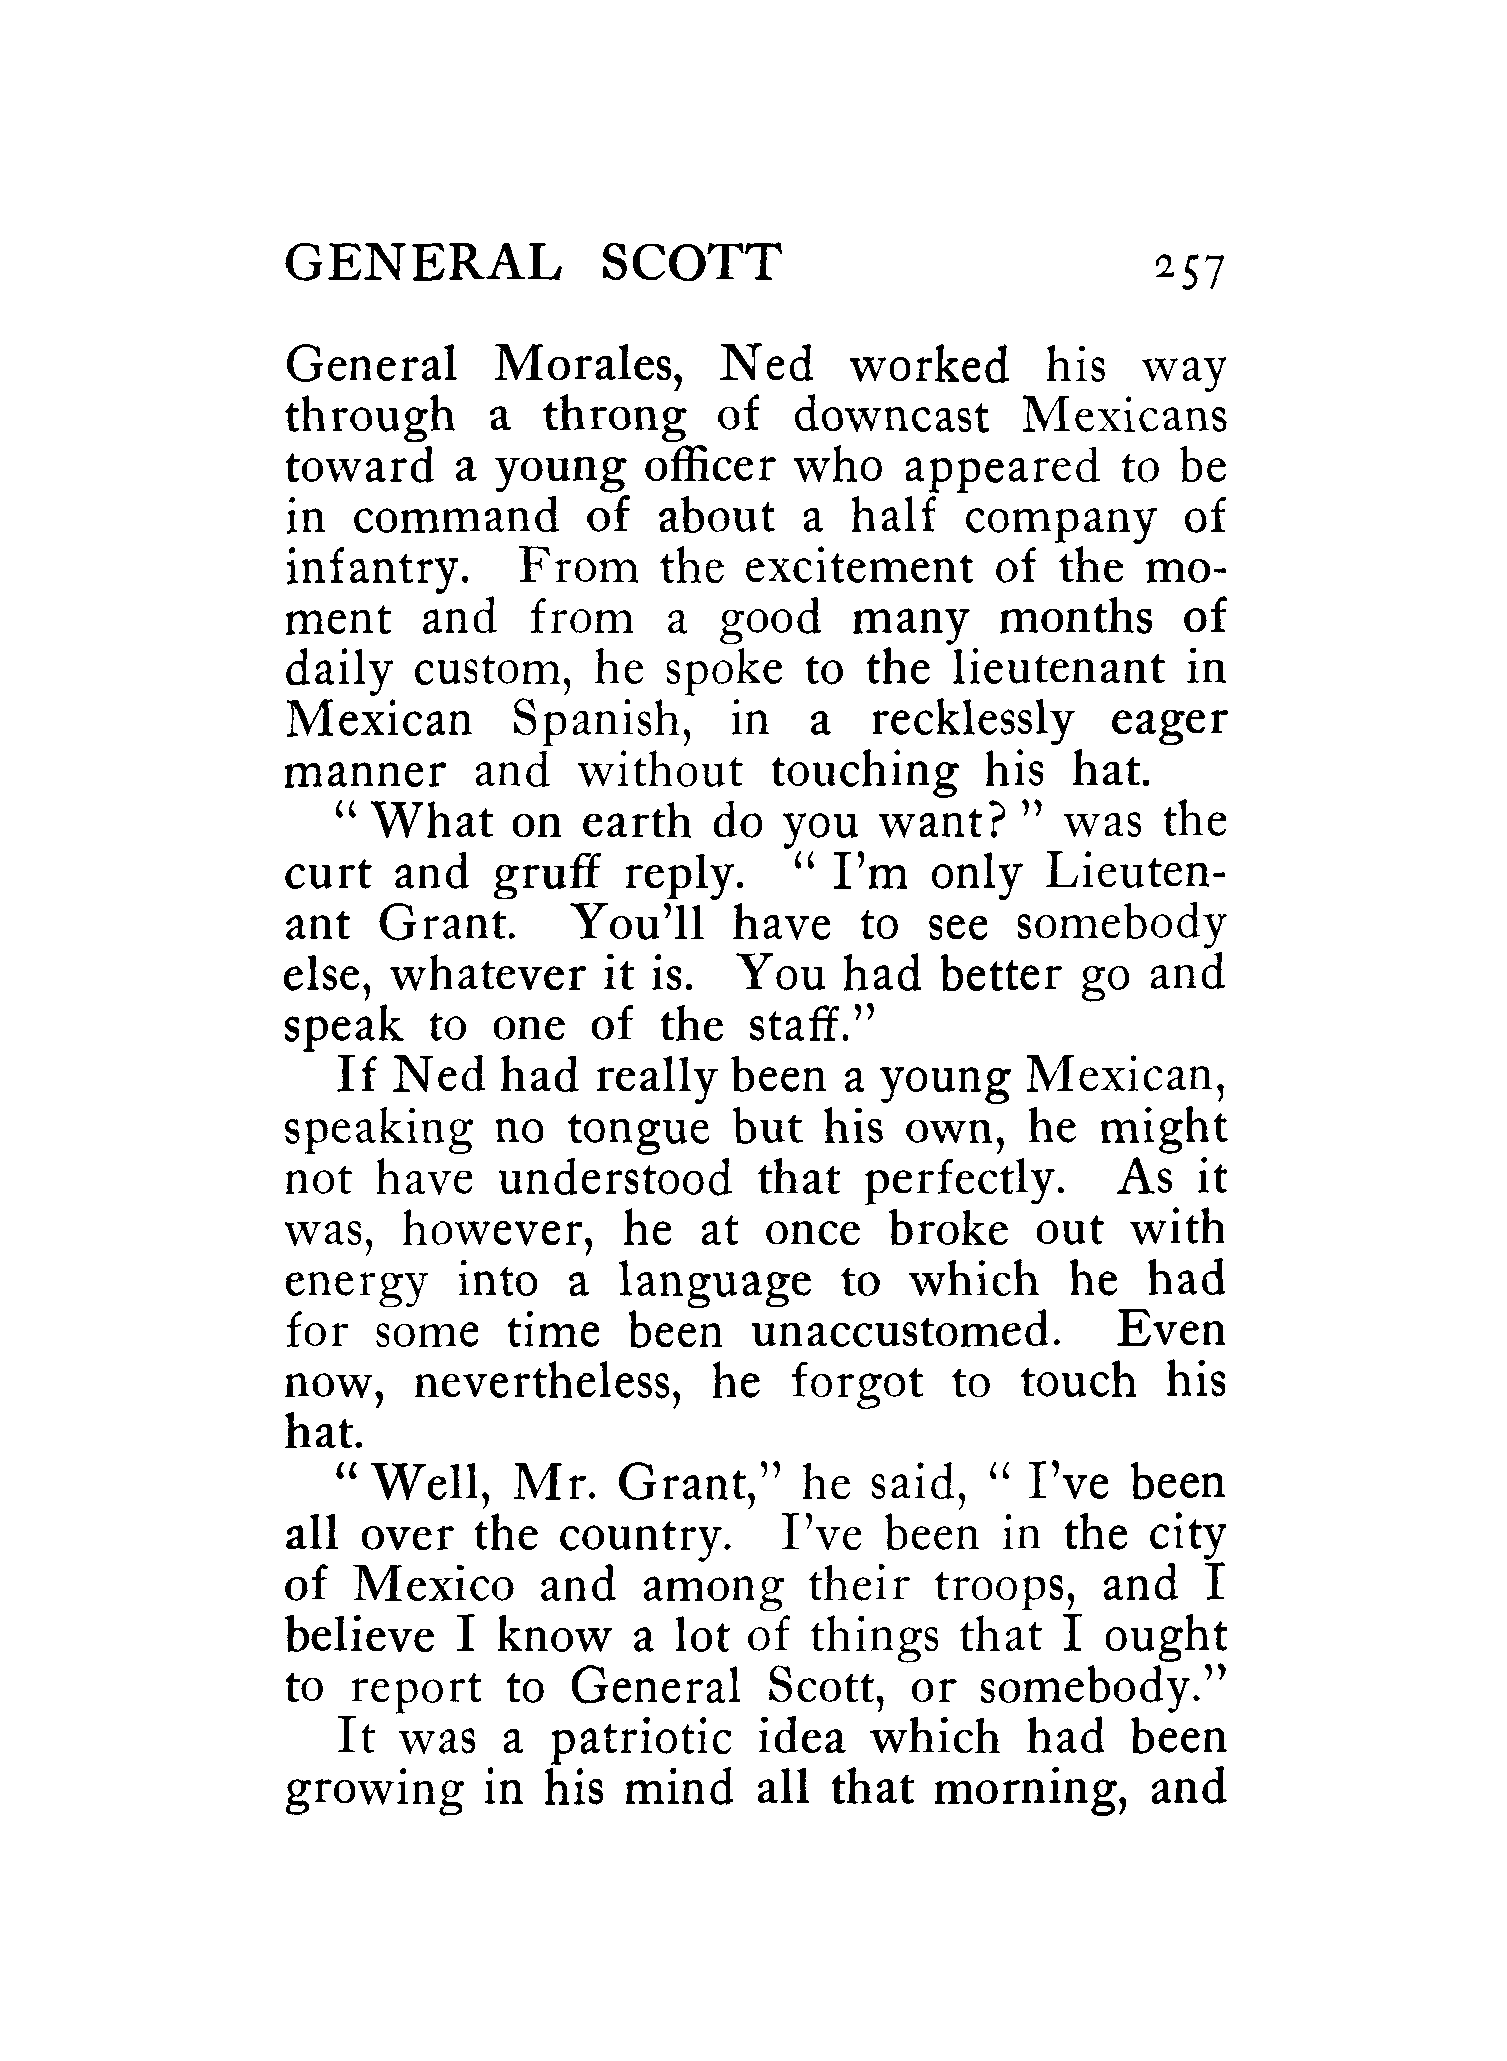 GENERAL SCOTT 257
General Morales, Ned worked his way
through a throng of downcast Mexicans
toward a young officer who appeared to be
in command of about a half company of
infantry. From the excitement of the mo-
ment and from a good many months of
daily custom, he spoke to the lieutenant in
Mexican Spanish, in a recklessly eager
manner and without touching his hat.
" What on earth do you want? " was the
curt and gruff reply. " I'm only Lieuten-
ant Grant. You'll have to see somebody
else, whatever it is. You had better go and
speak to one of the staff."
If Ned had really been a young Mexican,
speaking no tongue but his own, he might
not have understood that perfectly. As it
was, however, he at once broke out with
energy into a language to which he had
for some time been unaccustomed. Even
now, nevertheless, he forgot to touch his
hat.
" Well, Mr. Grant," he said, " I've been
all over the country. I've been in the city
of Mexico and among their troops, and I
believe I know a lot of things that I ought
to report to General Scott, or somebody."
It was a patriotic idea which had been
growing in his mind all that morning, and